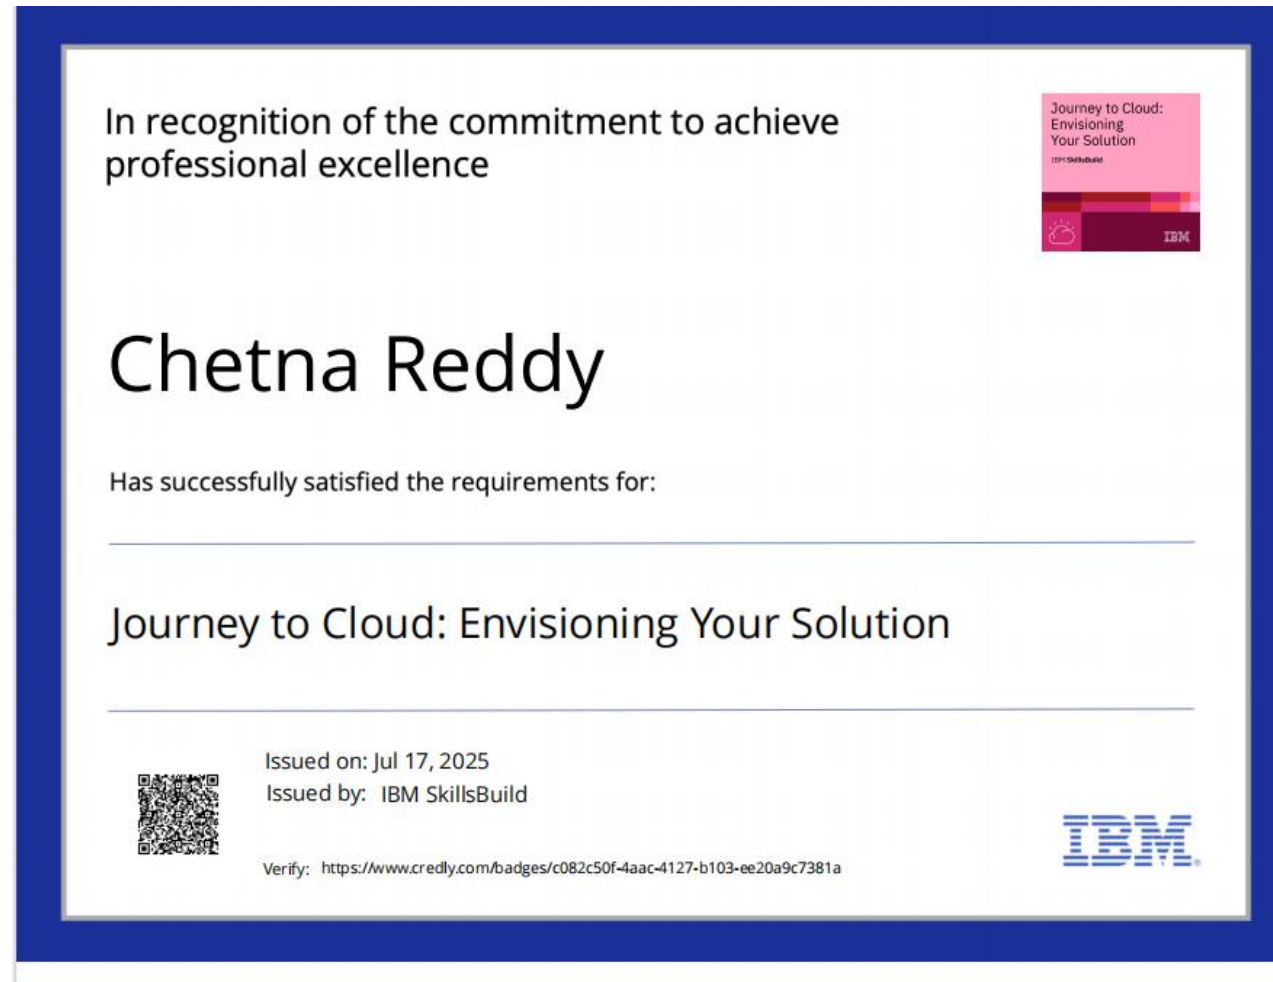 In recognition of the commitment to achieve
professional excellence
Journey to Cloud:
Envisioning
Your Solution
IBM SkillsBuild
IBM
Chetna Reddy
Has successfully satisfied the requirements for:
Journey to Cloud: Envisioning Your Solution
Issued on: Jul 17, 2025
Issued by: IBM SkillsBuild
Verify: https://www.credly.com/badges/c082c50f-4aac-4127-b103-ee20a9c7381a
IBM.